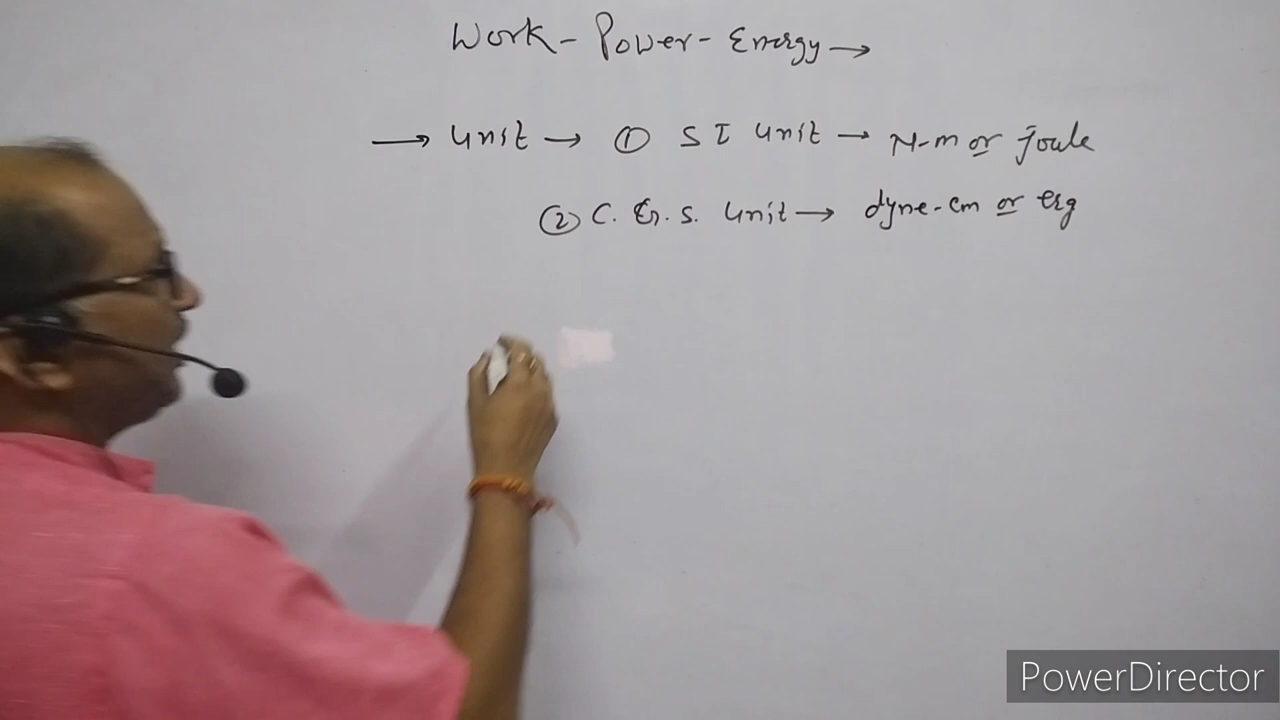 Work - Power - Energy →
→ Unit → ① S I Unit → N-m or Joule
② C. G. S. Unit → dyne-cm or erg
PowerDirector